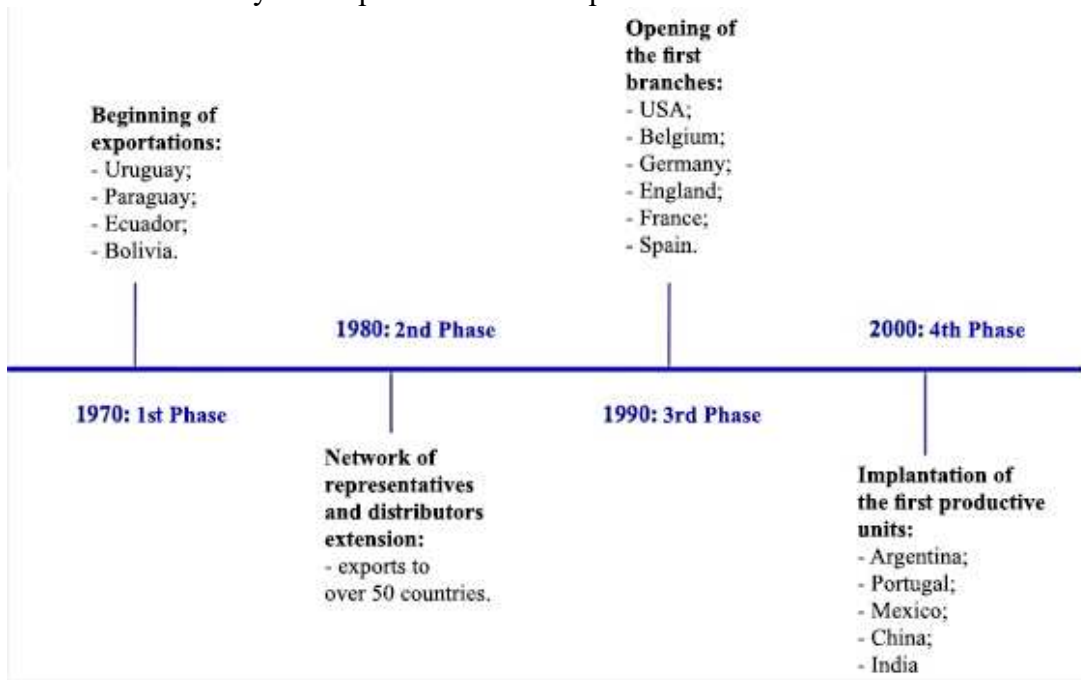 Beginning of
exportations:
- Uruguay;
- Paraguay;
- Ecuador;
- Bolivia.
1970: 1st Phase
1980: 2nd Phase
Network of
representatives
and distributors
extension:
- exports to
over 50 countries.
Opening of
the first
branches:
- USA;
- Belgium;
- Germany;
- England;
- France;
- Spain.
1990: 3rd Phase
2000: 4th Phase
Implantation of
the first productive
units:
- Argentina;
- Portugal;
- Mexico;
- China;
- India